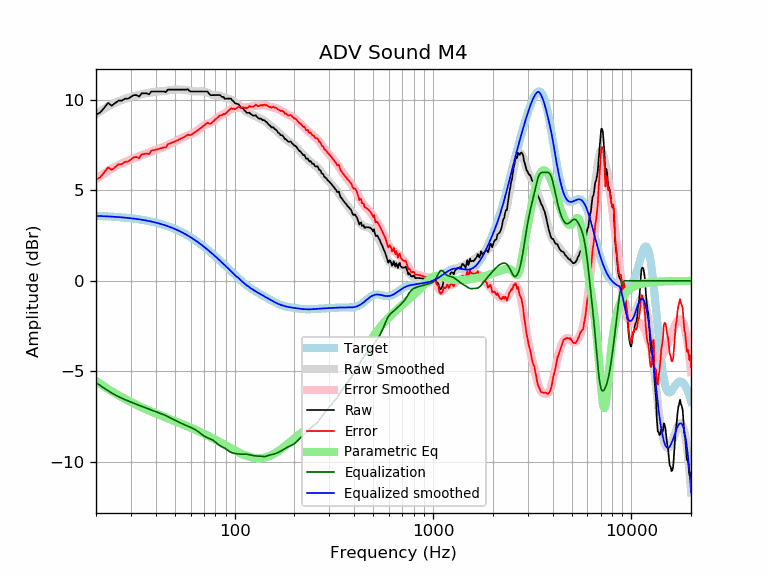 ADV Sound M4
Amplitude (dBr)
10
5
0
−5
−10
Target
Raw Smoothed
Error Smoothed
Raw
Error
Parametric Eq
Equalization
Equalized smoothed
100
1000
10000
Frequency (Hz)